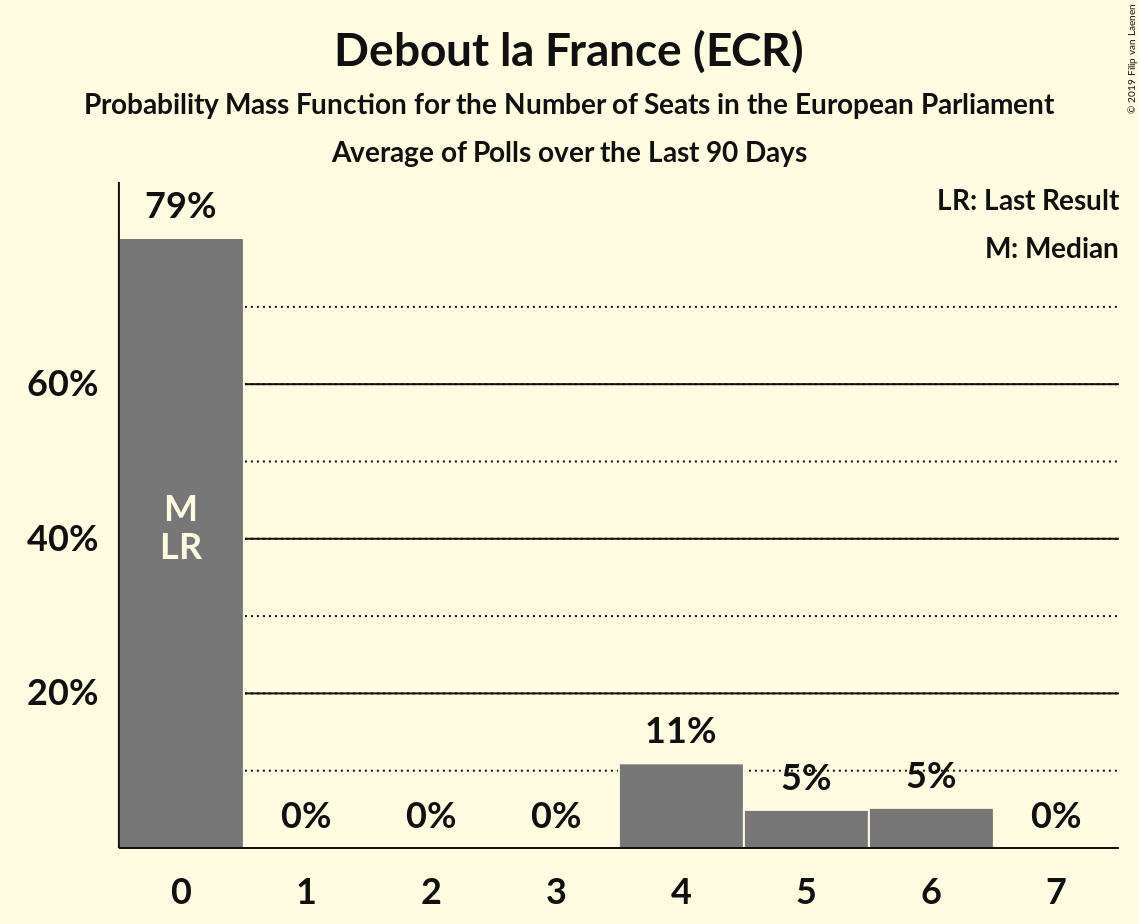 Debout la France (ECR)
Probability Mass Function for the Number of Seats in the European Parliament
Average of Polls over the Last 90 Days
© 2019 Filip van Laenen
LR: Last Result
M: Median
79%
60%
40%
20%
M
LR
0%
0%
0%
11%
5%
5%
0%
0
1
2
3
4
5
6
7